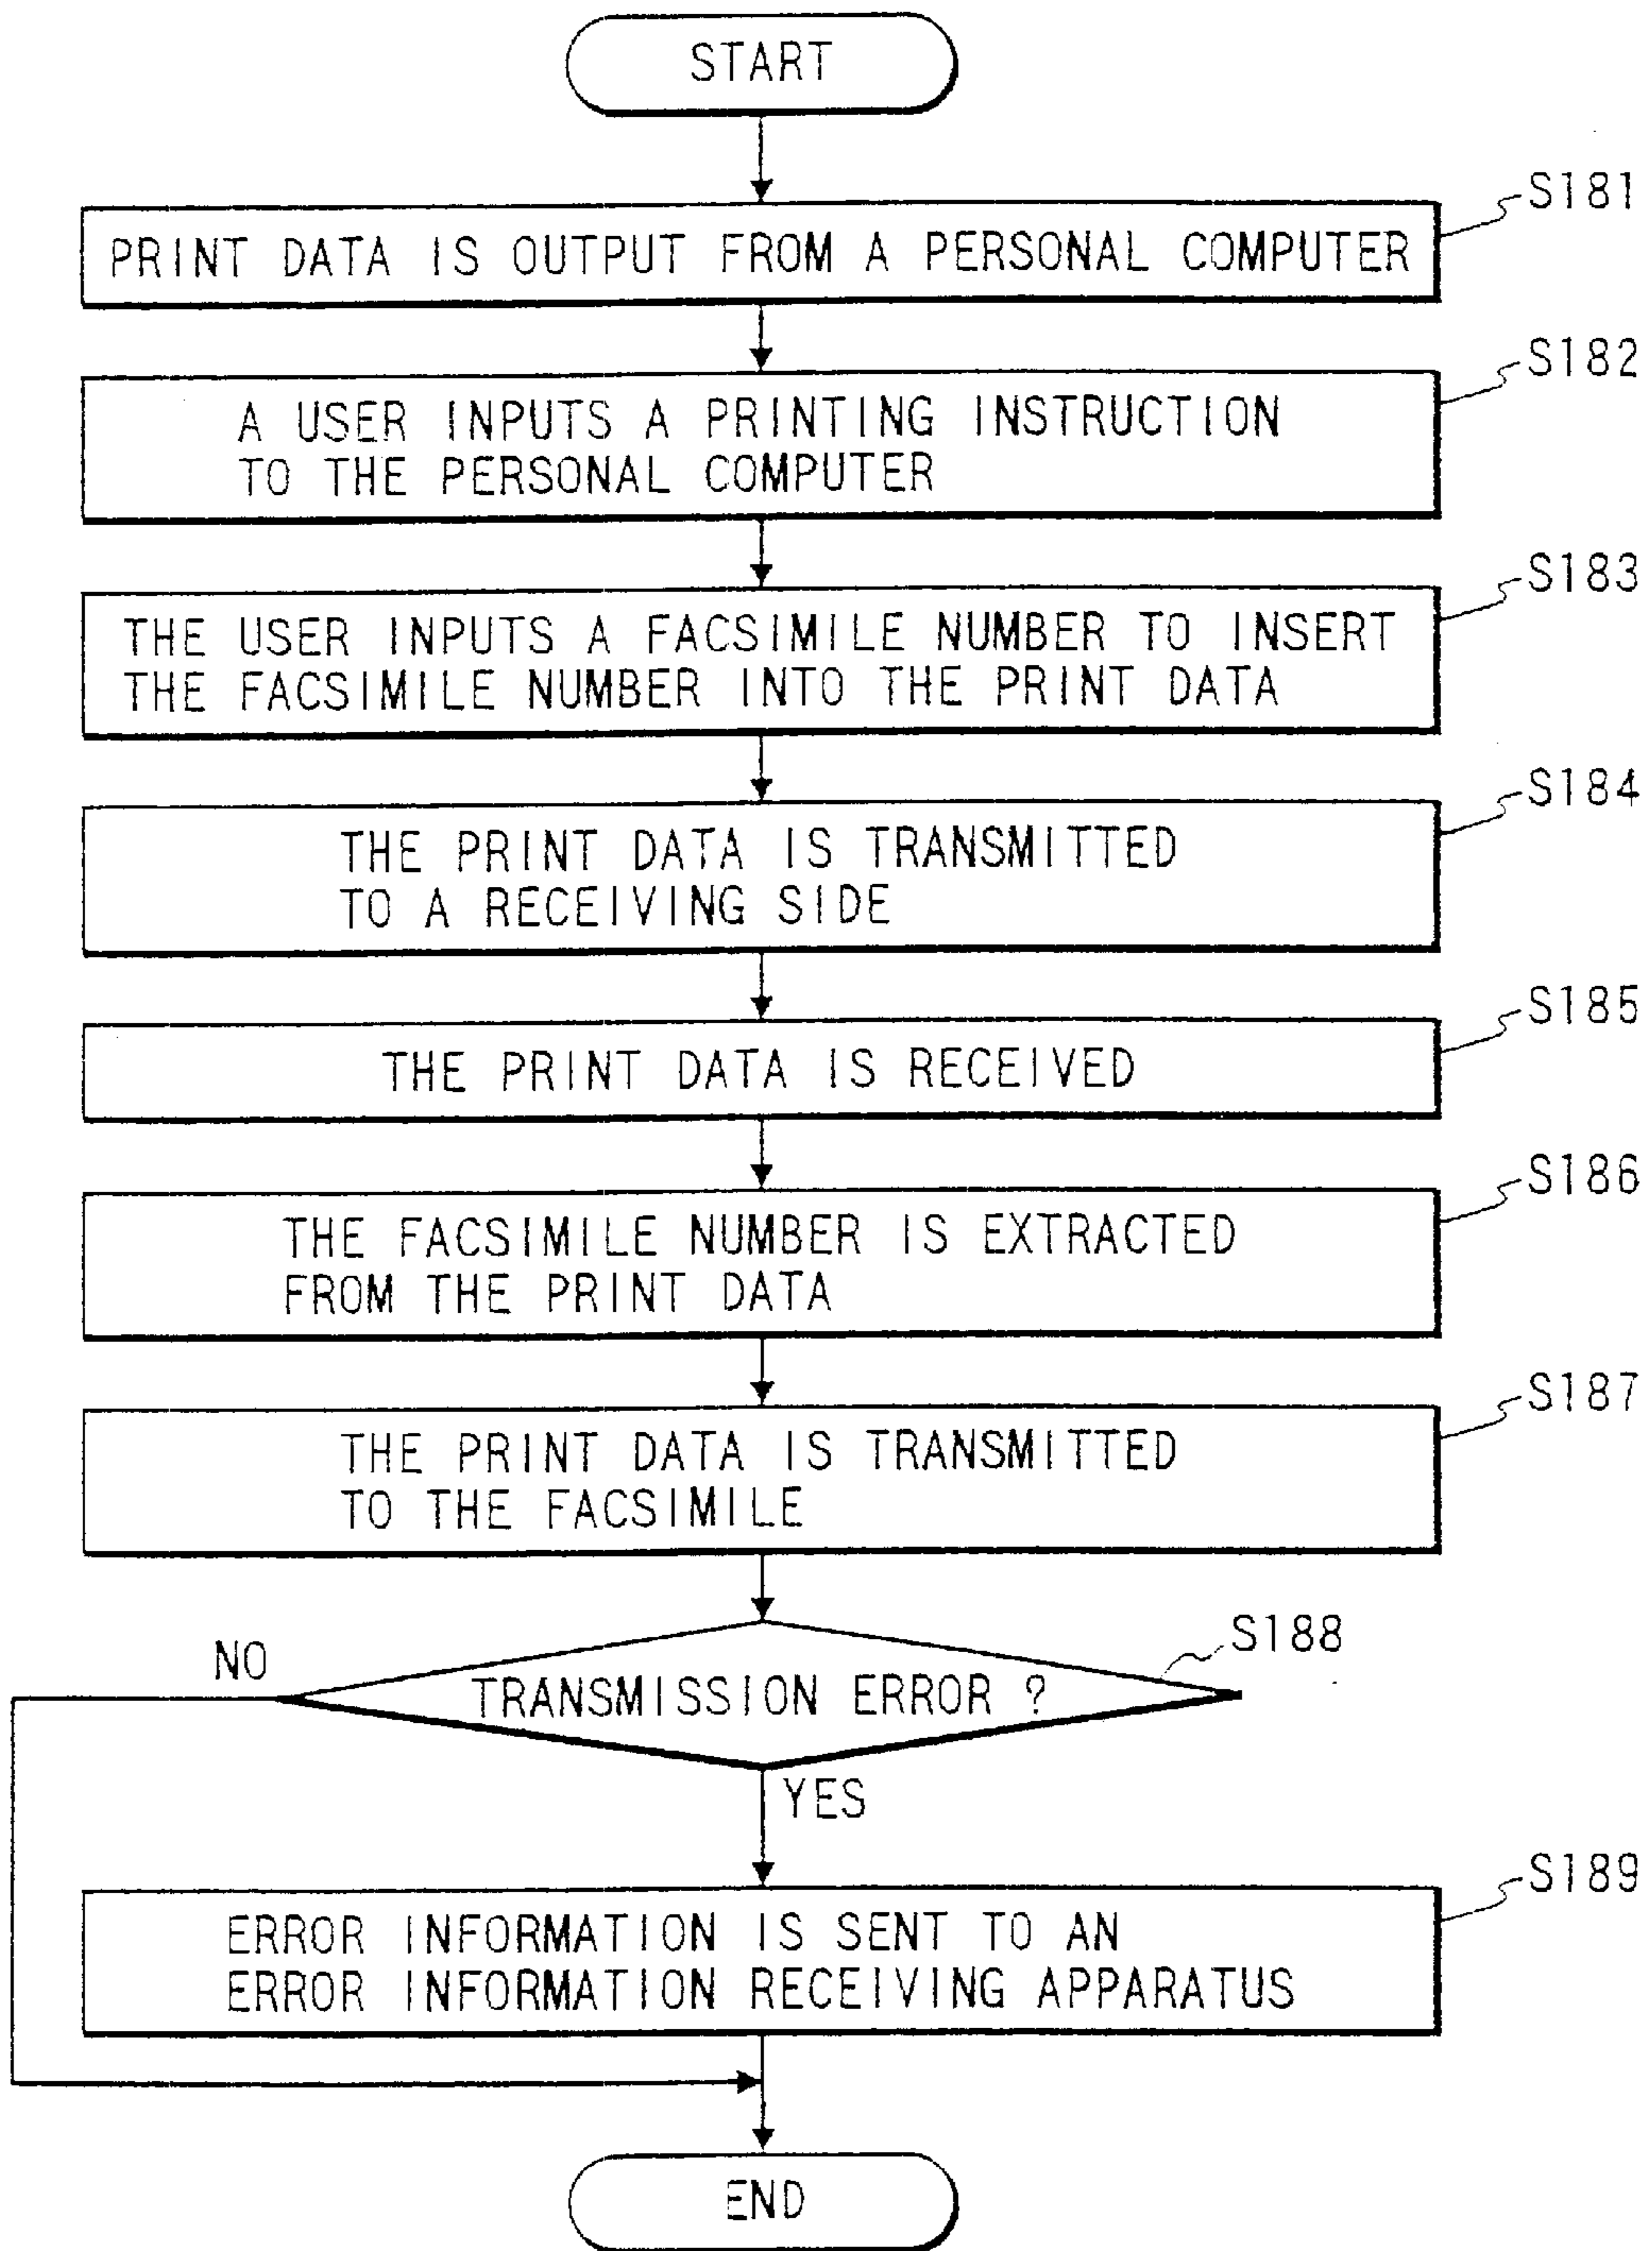 START
S181
PRINT DATA IS OUTPUT FROM A PERSONAL COMPUTER
S182
A USER INPUTS A PRINTING INSTRUCTION
TO THE PERSONAL COMPUTER
S183
THE USER INPUTS A FACSIMILE NUMBER TO INSERT
THE FACSIMILE NUMBER INTO THE PRINT DATA
S184
THE PRINT DATA IS TRANSMITTED
TO A RECEIVING SIDE
S185
THE PRINT DATA IS RECEIVED
S186
THE FACSIMILE NUMBER IS EXTRACTED
FROM THE PRINT DATA
S187
THE PRINT DATA IS TRANSMITTED
TO THE FACSIMILE
S188
NO
TRANSMISSION ERROR ?
YES
S189
ERROR INFORMATION IS SENT TO AN
ERROR INFORMATION RECEIVING APPARATUS
END